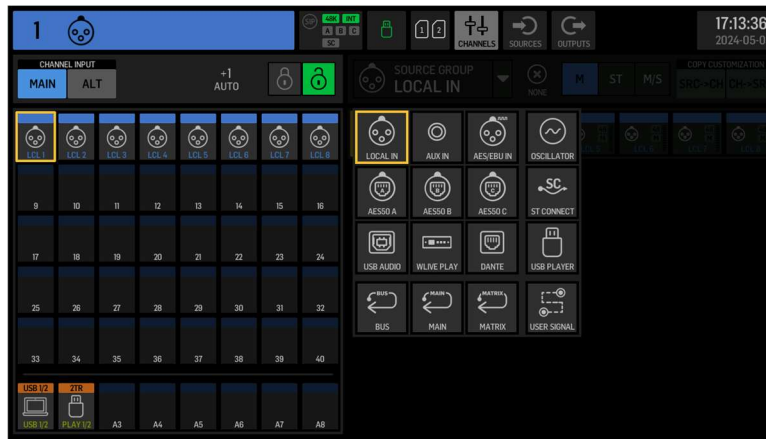 1
SIP
48K INT
A B C
SC
1 2
CHANNELS
SOURCES
OUTPUTS
17:13:36
2024-05-0
CHANNEL INPUT
MAIN ALT
+1
AUTO
SOURCE GROUP
LOCAL IN
NONE
M
ST
M/S
COPY CUSTOMIZATION
SRC->CH
CH->SR
LCL 1 LCL 2 LCL 3 LCL 4 LCL 5 LCL 6 LCL 7 LCL 8
9 10 11 12 13 14 15 16
17 18 19 20 21 22 23 24
25 26 27 28 29 30 31 32
33 34 35 36 37 38 39 40
USB 1/2 2TR
USB 1/2 PLAY 1/2 A3 A4 A5 A6 A7 A8
LOCAL IN AUX IN AES/EBU IN OSCILLATOR
A B C SC
AES50 A AES50 B AES50 C ST CONNECT
USB AUDIO WLIVE PLAY DANTE USB PLAYER
BUS MAIN MATRIX
BUS MAIN MATRIX USER SIGNAL